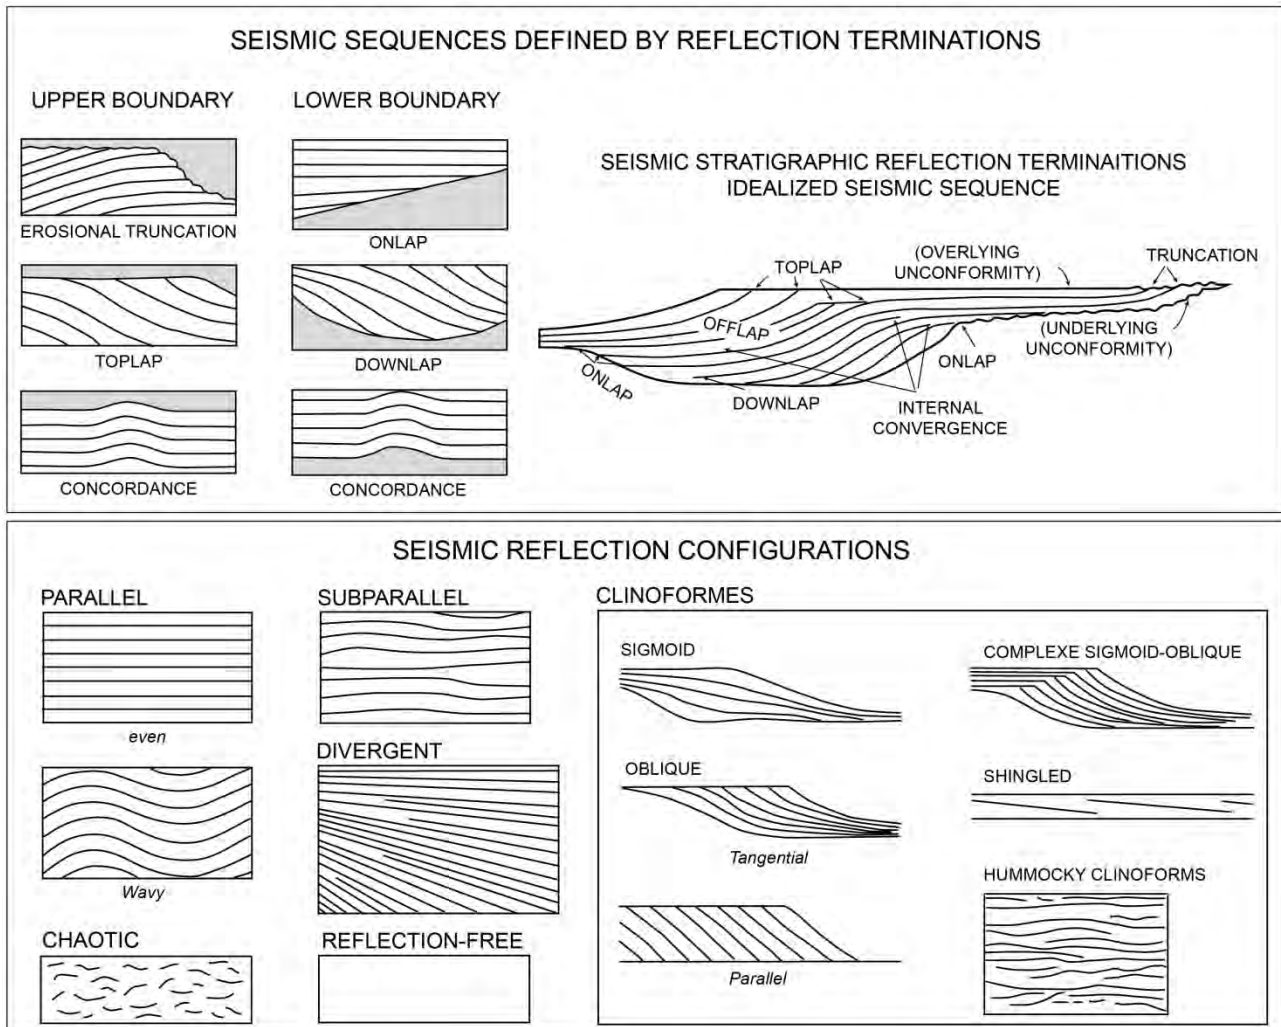 SEISMIC SEQUENCES DEFINED BY REFLECTION TERMINATIONS
UPPER BOUNDARY
LOWER BOUNDARY
EROSIONAL TRUNCATION
ONLAP
TOPLAP
DOWNLAP
CONCORDANCE
CONCORDANCE
SEISMIC STRATIGRAPHIC REFLECTION TERMINAITIONS
IDEALIZED SEISMIC SEQUENCE
TOPLAP
(OVERLYING
UNCONFORMITY)
TRUNCATION
OFFLAP
ONLAP
DOWNLAP
INTERNAL
CONVERGENCE
ONLAP
(UNDERLYING
UNCONFORMITY)
SEISMIC REFLECTION CONFIGURATIONS
PARALLEL
even
Wavy
SUBPARALLEL
DIVERGENT
CHAOTIC
REFLECTION-FREE
CLINOFORMES
SIGMOID
COMPLEXE SIGMOID-OBLIQUE
OBLIQUE
Tangential
SHINGLED
Parallel
HUMMOCKY CLINOFORMS